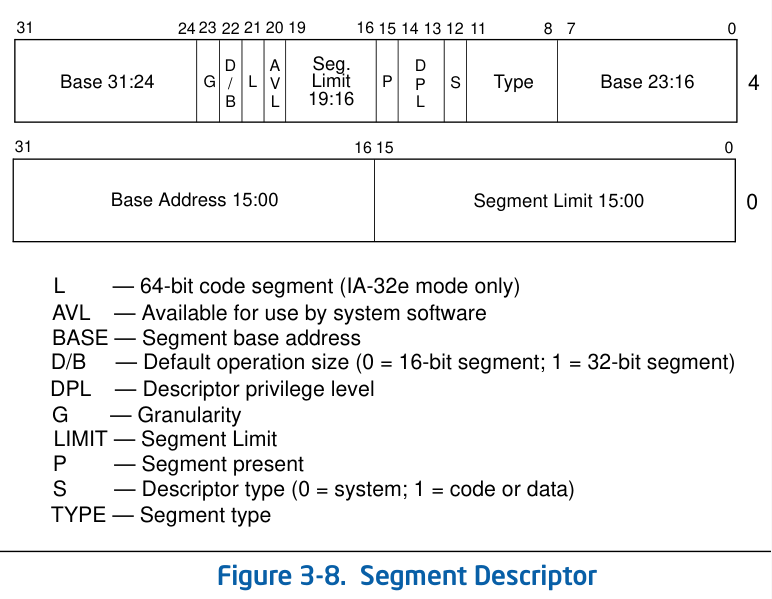 31 24 23 22 21 20 19 16 15 14 13 12 11 8 7 0
Base 31:24 G D/B L AVL Seg. Limit 19:16 P DPL S Type Base 23:16 4
31 16 15 0
Base Address 15:00 Segment Limit 15:00 0
L — 64-bit code segment (IA-32e mode only)
AVL — Available for use by system software
BASE — Segment base address
D/B — Default operation size (0 = 16-bit segment; 1 = 32-bit segment)
DPL — Descriptor privilege level
G — Granularity
LIMIT — Segment Limit
P — Segment present
S — Descriptor type (0 = system; 1 = code or data)
TYPE — Segment type
Figure 3-8. Segment Descriptor